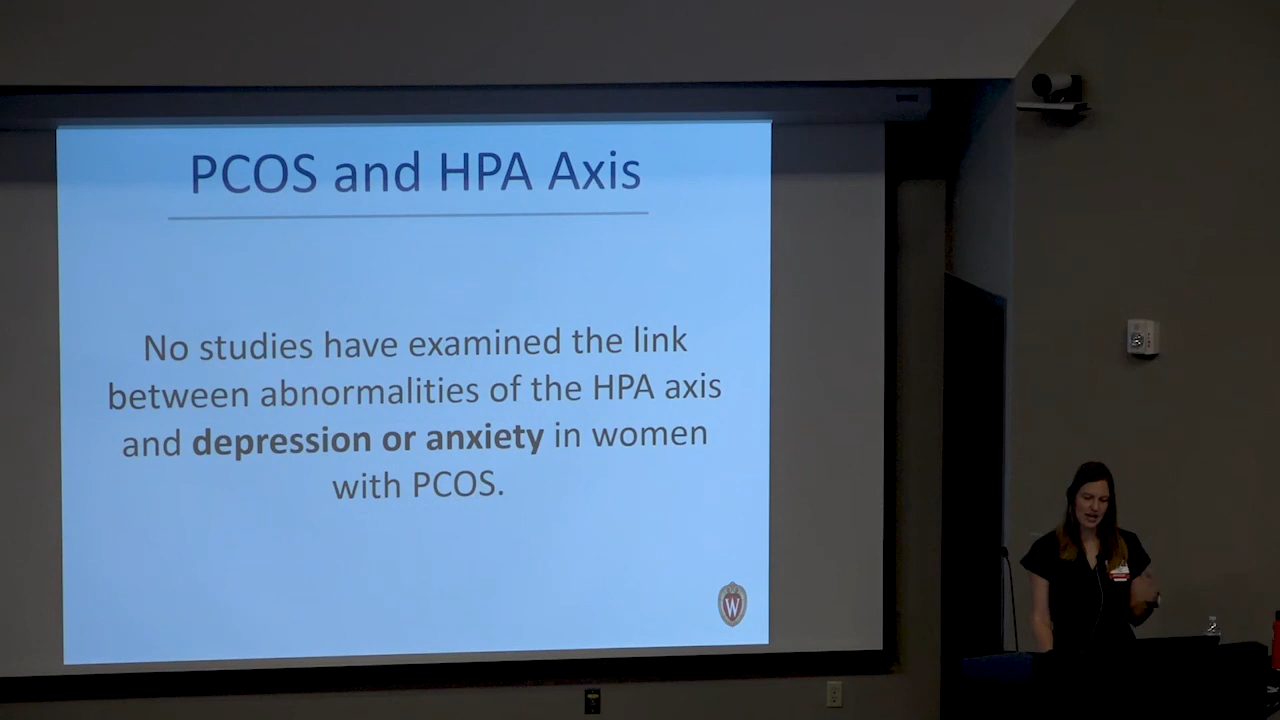 PCOS and HPA Axis
No studies have examined the link
between abnormalities of the HPA axis
and depression or anxiety in women
with PCOS.
W